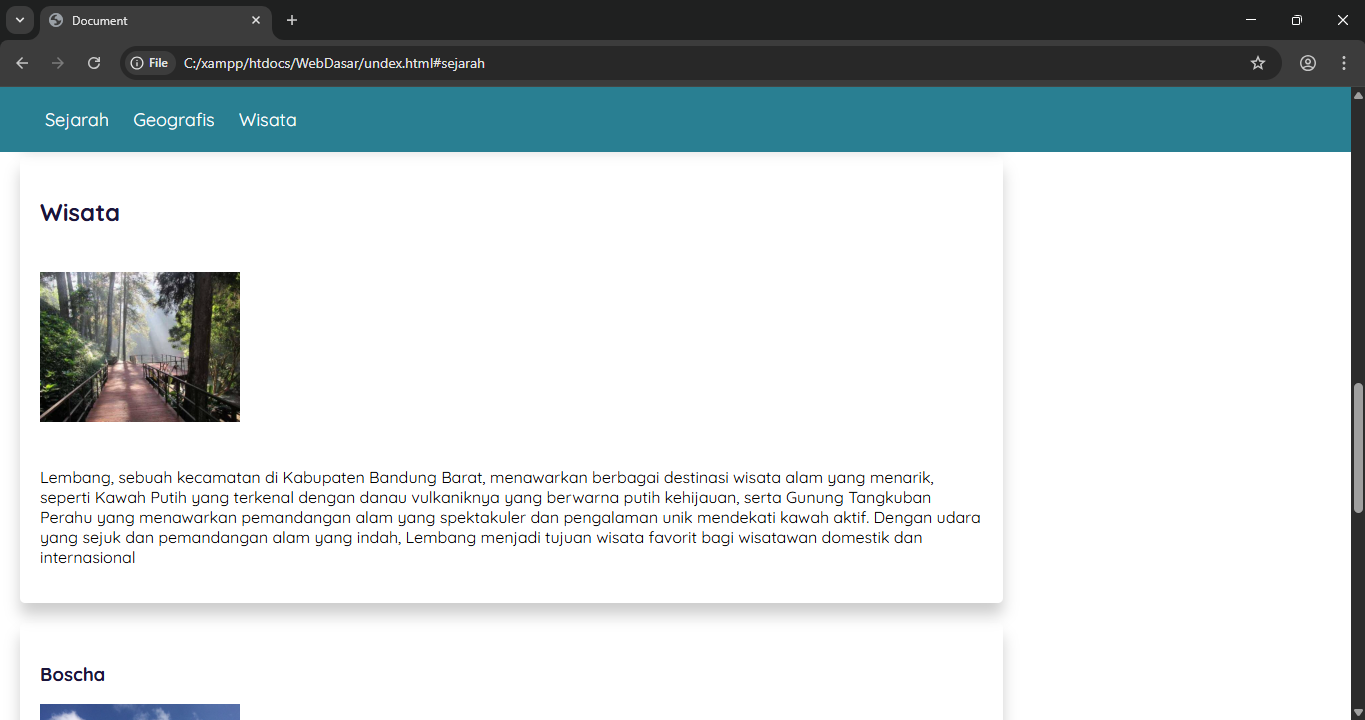 Document
File
C:/xampp/htdocs/WebDasar/undex.html#sejarah
Sejarah Geografis Wisata
Wisata
Lembang, sebuah kecamatan di Kabupaten Bandung Barat, menawarkan berbagai destinasi wisata alam yang menarik,
seperti Kawah Putih yang terkenal dengan danau vulkaniknya yang berwarna putih kehijauan, serta Gunung Tangkuban
Perahu yang menawarkan pemandangan alam yang spektakuler dan pengalaman unik mendekati kawah aktif. Dengan udara
yang sejuk dan pemandangan alam yang indah, Lembang menjadi tujuan wisata favorit bagi wisatawan domestik dan
internasional
Boscha